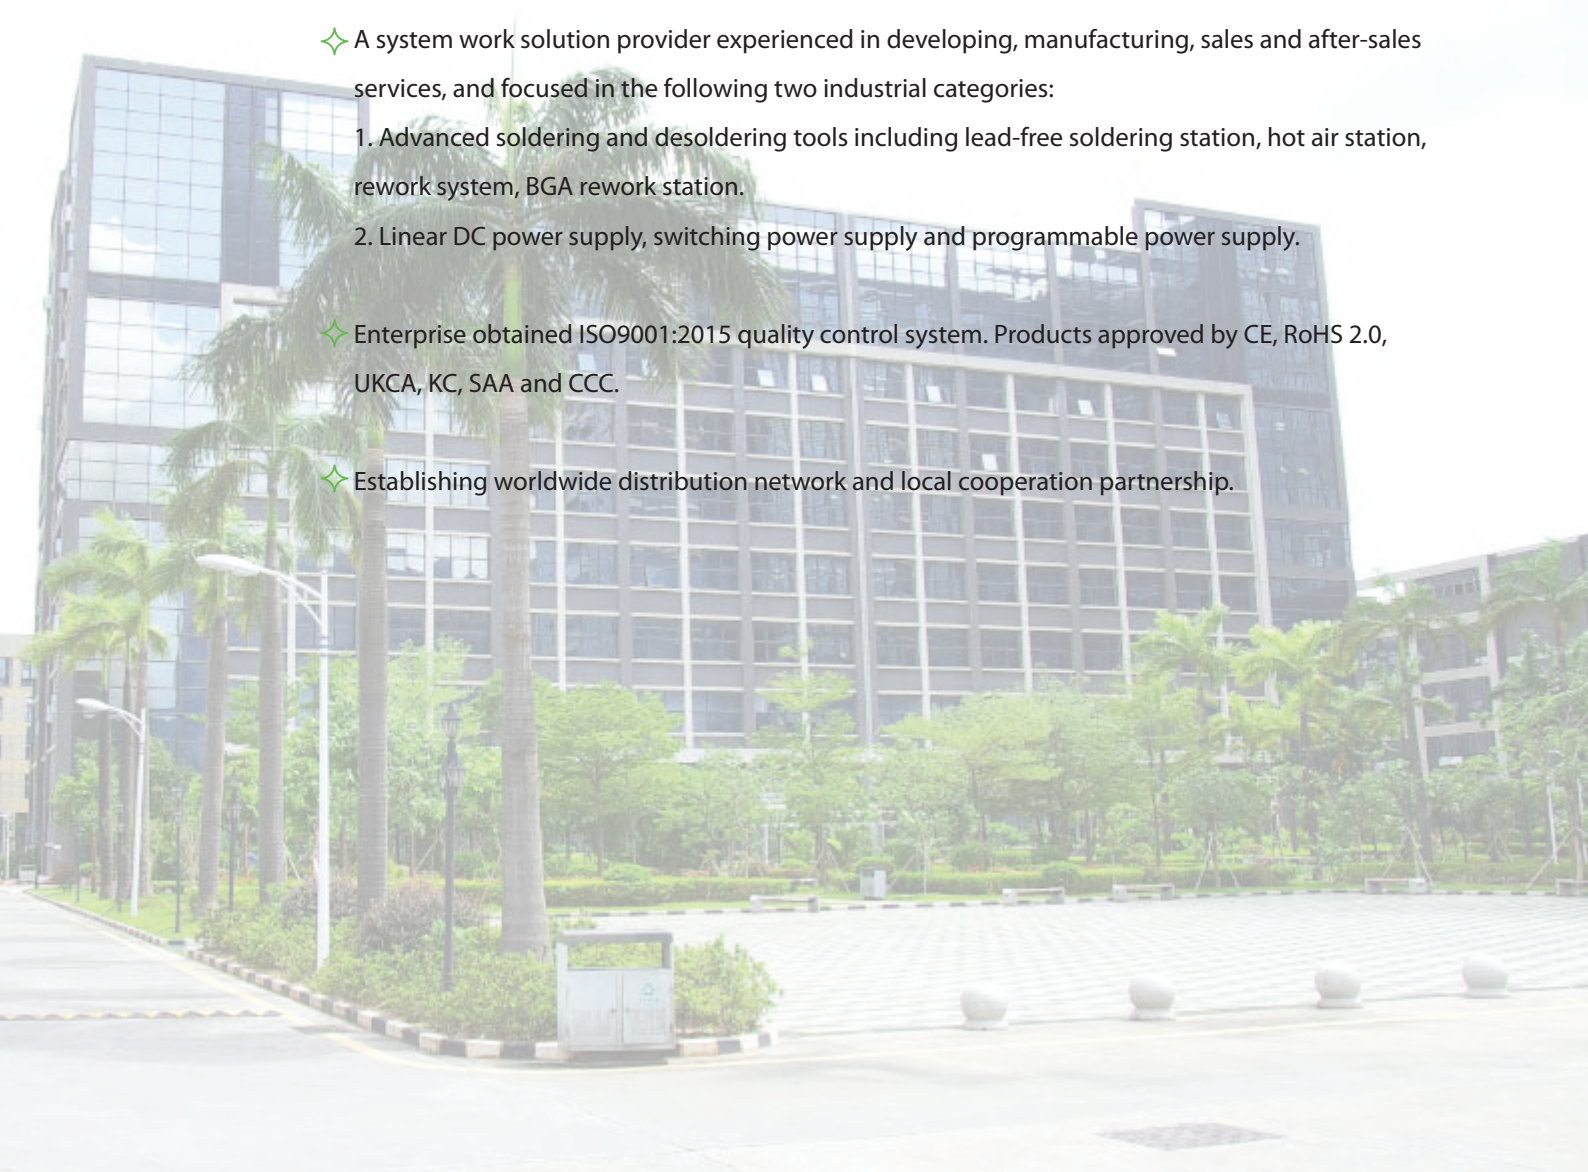 A system work solution provider experienced in developing, manufacturing, sales and after-sales
services, and focused in the following two industrial categories:
1. Advanced soldering and desoldering tools including lead-free soldering station, hot air station,
rework system, BGA rework station.
2. Linear DC power supply, switching power supply and programmable power supply.
Enterprise obtained ISO9001:2015 quality control system. Products approved by CE, RoHS 2.0,
UKCA, KC, SAA and CCC.
Establishing worldwide distribution network and local cooperation partnership.